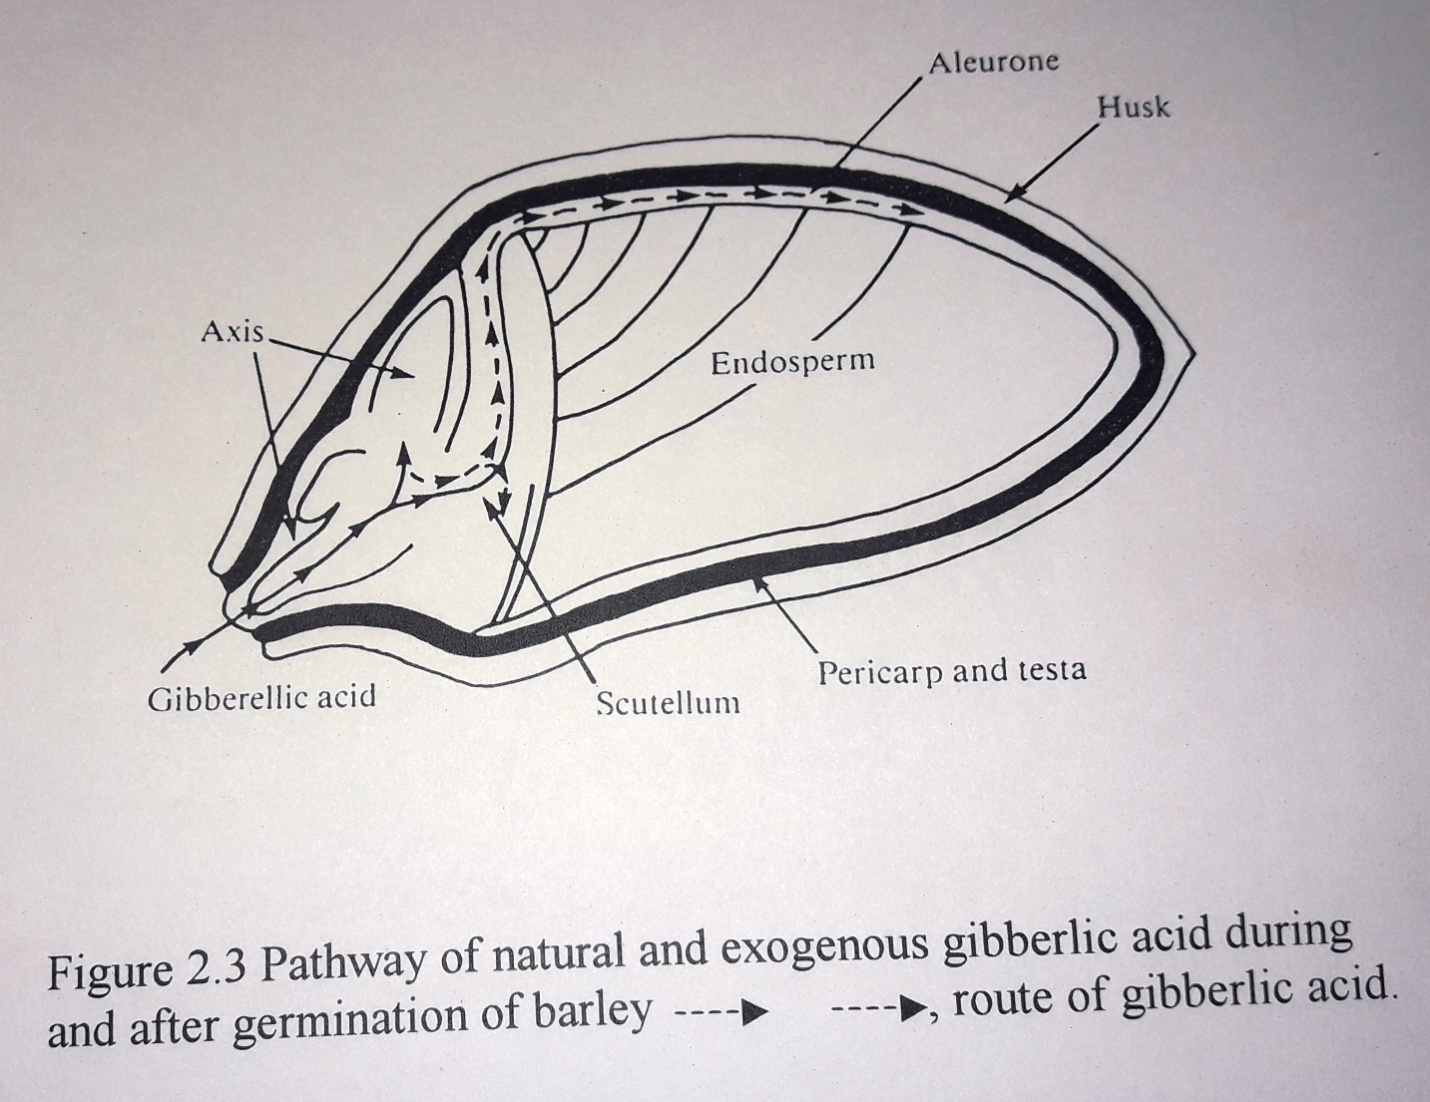 Aleurone
Husk
Axis
Endosperm
Pericarp and testa
Gibberellic acid
Scutellum
Figure 2.3 Pathway of natural and exogenous gibberlic acid during
and after germination of barley ----▶ ----▶, route of gibberlic acid.